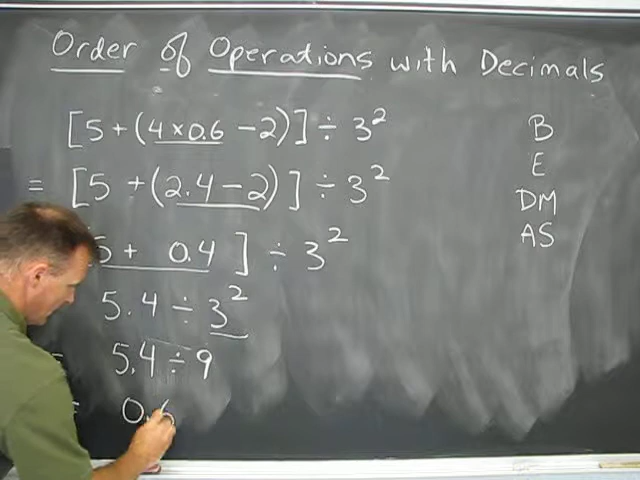 Order of Operations with Decimals
[5+(4×0.6-2)]÷3²
= [5+(2.4-2)]÷3²
5+ 0.4]÷3²
5.4÷3²
= 5.4÷9
= 0.6
B
E
DM
AS